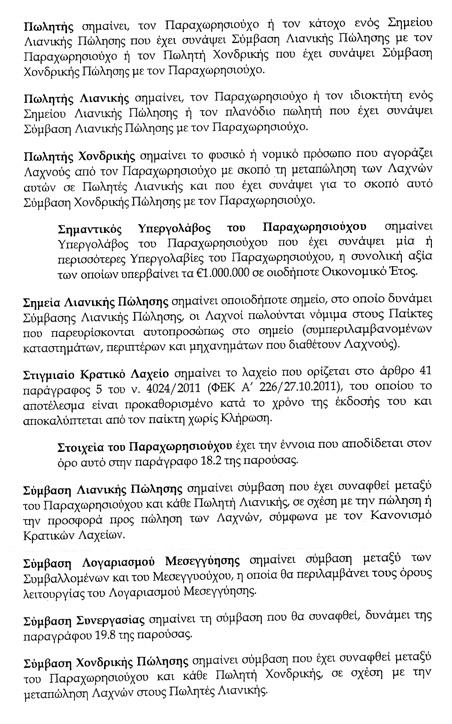 Πωλητής σημαίνει, τον Παραχωρησιούχο ή τον κάτοχο ενός Σημείου
Λιανικής Πώλησης που έχει συνάψει Σύμβαση Λιανικής Πώλησης με τον
Παραχωρησιούχο ή τον Πωλητή Χονδρικής που έχει συνάψει Σύμβαση
Χονδρικής Πώλησης με τον Παραχωρησιούχο.
Πωλητής Λιανικής σημαίνει, τον Παραχωρησιούχο ή τον ιδιοκτήτη ενός
Σημείου Λιανικής Πώλησης ή τον πλανόδιο πωλητή που έχει συνάψει
Σύμβαση Λιανικής Πώλησης με τον Παραχωρησιούχο.
Πωλητής Χονδρικής σημαίνει το φυσικό ή νομικό πρόσωπο που αγοράζει
Λαχνούς από τον Παραχωρησιούχο με σκοπό τη μεταπώληση των Λαχνών
αυτών σε Πωλητές Λιανικής και που έχει συνάψει για το σκοπό αυτό
Σύμβαση Χονδρικής Πώλησης με τον Παραχωρησιούχο.
Σημαντικός Υπεργολάβος του Παραχωρησιούχου σημαίνει
Υπεργολάβος του Παραχωρησιούχου που έχει συνάψει μία ή
περισσότερες Υπεργολαβίες του Παραχωρησιούχου, η συνολική αξία
των οποίων υπερβαίνει τα €1.000.000 σε οιοδήποτε Οικονομικό Έτος.
Σημεία Λιανικής Πώλησης σημαίνει οποιοδήποτε σημείο, στο οποίο δυνάμει
Σύμβασης Λιανικής Πώλησης, οι Λαχνοί πωλούνται νόμιμα στους Παίκτες
που παρευρίσκονται αυτοπροσώπως στο σημείο (συμπεριλαμβανομένων
καταστημάτων, περιπτέρων και μηχανημάτων που διαθέτουν Λαχνούς).
Στιγμιαίο Κρατικό Λαχείο σημαίνει το λαχείο που ορίζεται στο άρθρο 41
παράγραφος 5 του ν. 4024/2011 (ΦΕΚ Α' 226/27.10.2011), του οποίου το
αποτέλεσμα είναι προκαθορισμένο κατά το χρόνο της έκδοσής του και
αποκαλύπτεται από τον παίκτη χωρίς Κλήρωση.
Στοιχεία του Παραχωρησιούχου έχει την έννοια που αποδίδεται στον
όρο αυτό στην παράγραφο 18.2 της παρούσας.
Σύμβαση Λιανικής Πώλησης σημαίνει σύμβαση που έχει συναφθεί μεταξύ
του Παραχωρησιούχου και κάθε Πωλητή Λιανικής, σε σχέση με την πώληση ή
την προσφορά προς πώληση των Λαχνών, σύμφωνα με τον Κανονισμό
Κρατικών Λαχείων.
Σύμβαση Λογαριασμού Μεσεγγύησης σημαίνει σύμβαση μεταξύ των
Συμβαλλομένων και του Μεσεγγυούχου, η οποία θα περιλαμβάνει τους όρους
λειτουργίας του Λογαριασμού Μεσεγγύησης.
Σύμβαση Συνεργασίας σημαίνει τη σύμβαση που θα συναφθεί, δυνάμει της
παραγράφου 19.8 της παρούσας.
Σύμβαση Χονδρικής Πώλησης σημαίνει σύμβαση που έχει συναφθεί μεταξύ
του Παραχωρησιούχου και κάθε Πωλητή Χονδρικής, σε σχέση με την
μεταπώληση Λαχνών στους Πωλητές Λιανικής.